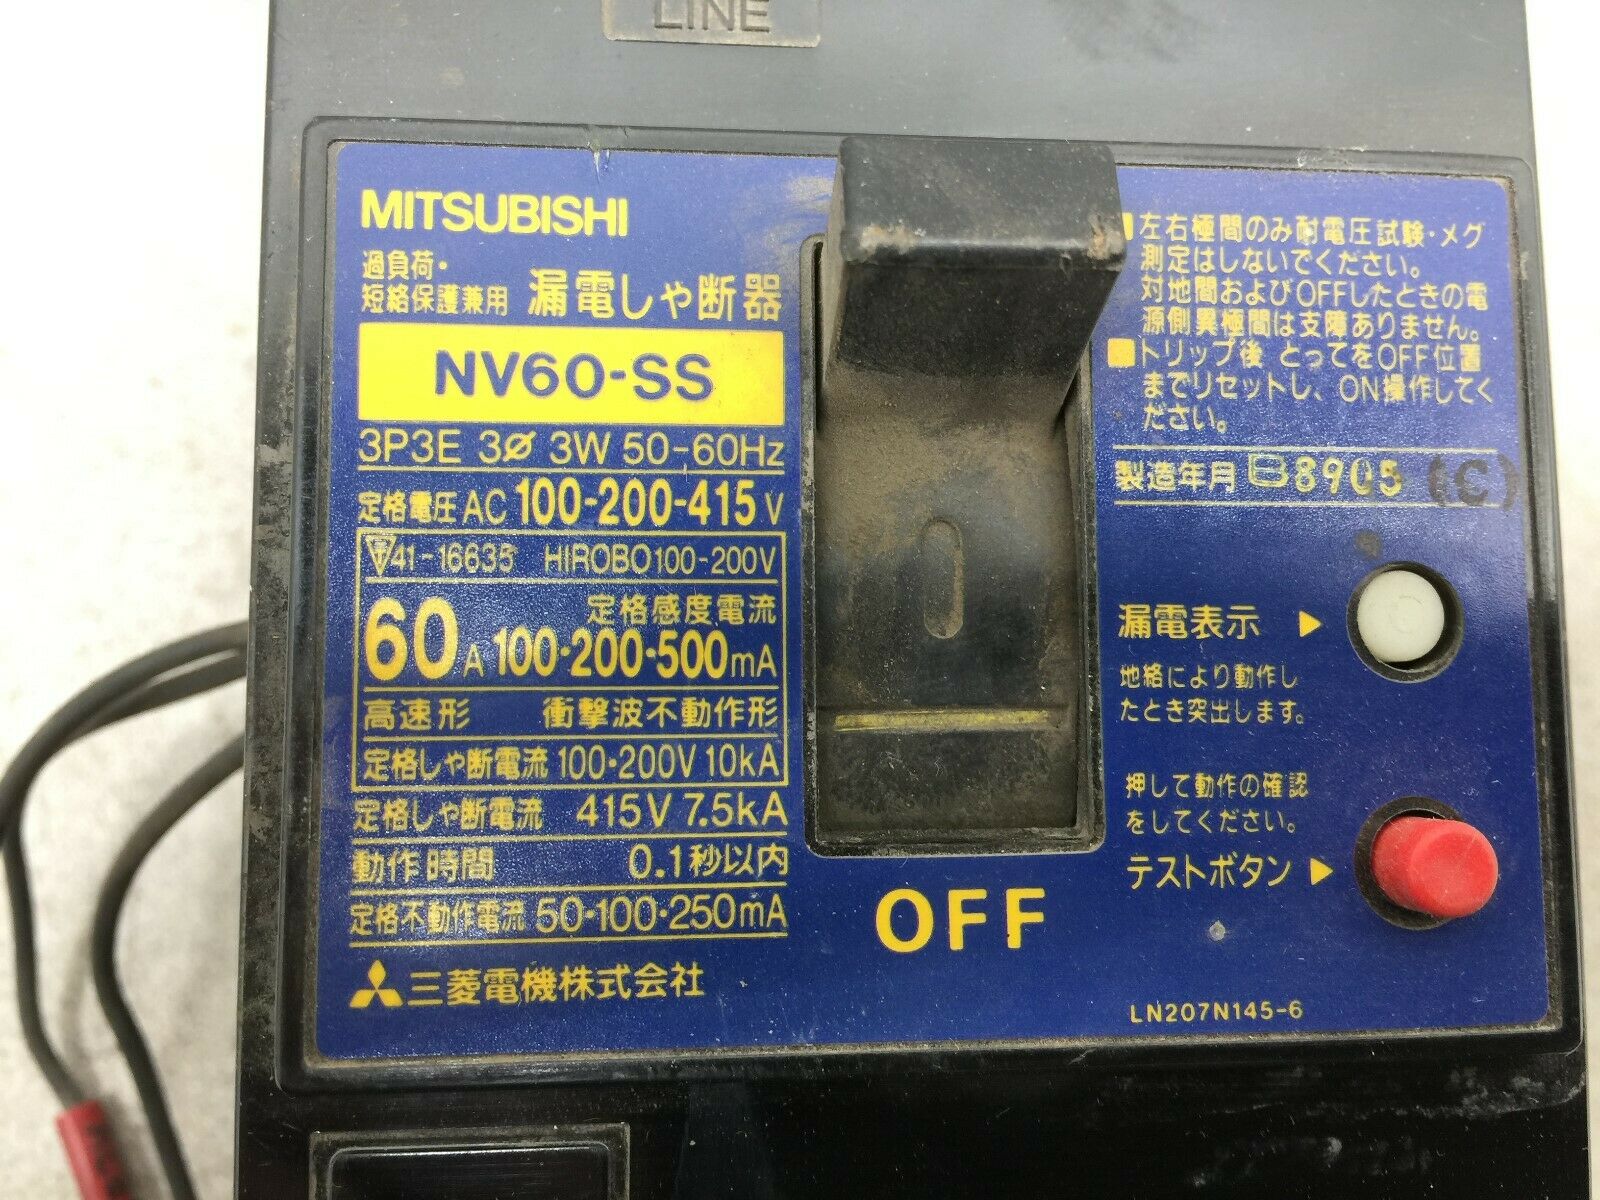 LINE
MITSUBISHI
過負荷・
短絡保護兼用 漏電しゃ断器
NV60-SS
3P3E 3ø 3W 50-60Hz
定格電圧 AC 100-200-415 V
41-16635 HIROBO 100-200V
定格感度電流
60 A 100·200·500 mA
高速形 衝撃波不動作形
定格しゃ断電流 100·200V 10kA
定格しゃ断電流 415V 7.5kA
動作時間 0.1秒以内
定格不動作電流 50·100·250mA
三菱電機株式会社
OFF
■左右極間のみ耐電圧試験・メグ
測定はしないでください。
対地間およびOFFしたときの電
源側異極間は支障ありません。
■トリップ後 とってをOFF位置
までリセットし、ON操作してく
ださい。
製造年月 B8905 (C)
漏電表示 ▶
地絡により動作し
たとき突出します。
押して動作の確認
をしてください。
テストボタン ▶
LN207N145-6